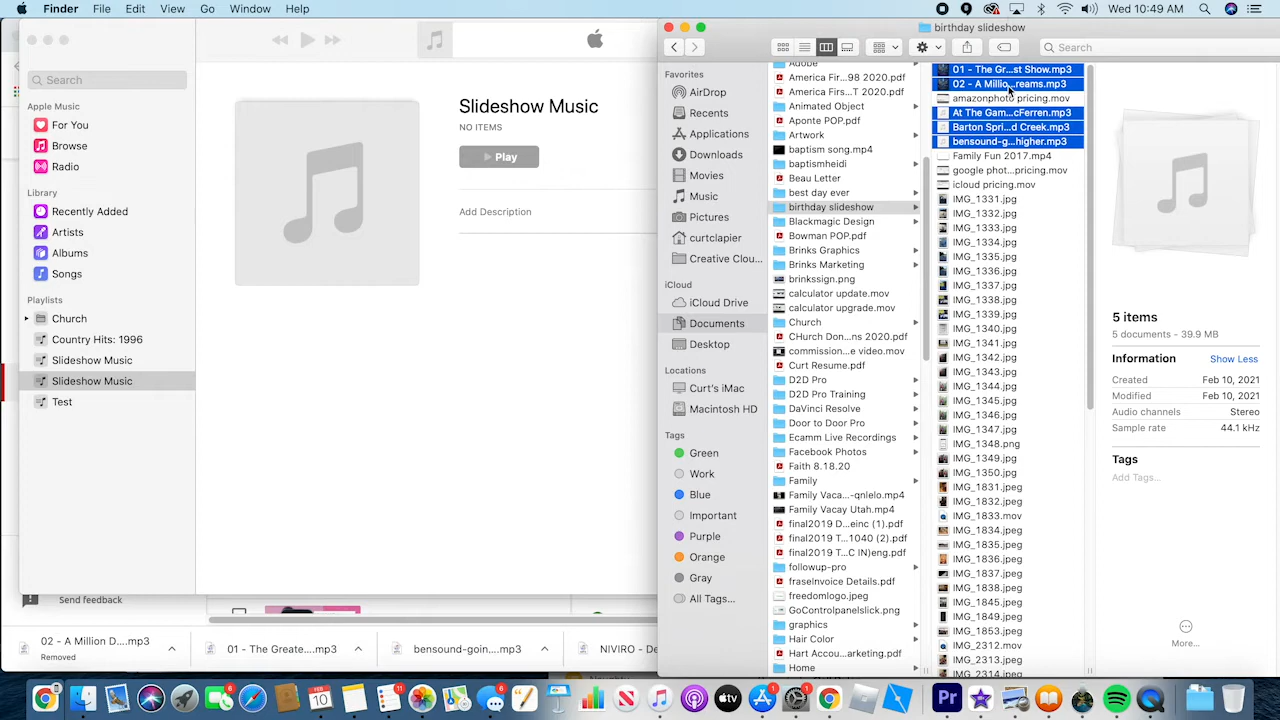 File Edit View Window Help
Wed 10:49 AM
Search
Apple Music
For You
Browse
Radio
Library
Recently Added
Artists
Albums
Songs
Playlists
Church
Country Hits: 1996
Slideshow Music
Slideshow Music
Test
Slideshow Music
NO ITEMS
Play
Add Description
birthday slideshow
Search
Favorites
AirDrop
Recents
Applications
Downloads
Movies
Music
Pictures
curtclapier
Creative Clou...
iCloud
iCloud Drive
Documents
Desktop
Locations
Curt's iMac
Macintosh HD
Tags
Green
Work
Blue
Important
Purple
Orange
Gray
All Tags...
Adobe
America Fir...98 2020.pdf
America Fir...S 2020.pdf
Animated Object
Aponte PDF.pdf
Artwork
baptism song.mp4
baptismheidi
Beau Letter
best day ever
birthday slideshow
Blackmagic Design
Bowman PDF.pdf
Brinks Graphics
Brinks Marketing
brinkssign.png
calculator update.mov
calculator upgrade.mov
Church
CHurch Don...ns 2020.pdf
commission...e video.mov
Curt Resume.pdf
D2D Pro
D2D Pro Training
DaVinci Resolve
Door to Door Pro
Ecamm Live Recordings
Facebook Photos
Faith 8.18.20
Family
Family Vaca...-qnlelo.mp4
Family Vacay Utah.mp4
final2019 D...einc (1).pdf
final2019 T...1040 (2).pdf
final2019 T...C IN)eng.pdf
followup-pro
fraseInvoice Details.pdf
freedomlogo.jpeg
GoControlpanelslick.png
graphics
Hair Color
Hart Accou...arketing.pdf
Home
01 - The Gr...st Show.mp3
02 - A Millio...reams.mp3
amazonphoto pricing.mov
At The Gam...cFerren.mp3
Barton Spri...d Creek.mp3
bensound-g...higher.mp3
Family Fun 2017.mp4
google phot...pricing.mov
icloud pricing.mov
IMG_1331.jpg
IMG_1332.jpg
IMG_1333.jpg
IMG_1334.jpg
IMG_1335.jpg
IMG_1336.jpg
IMG_1337.jpg
IMG_1338.jpg
IMG_1339.jpg
IMG_1340.jpg
IMG_1341.jpg
IMG_1342.jpg
IMG_1343.jpg
IMG_1344.jpg
IMG_1345.jpg
IMG_1346.jpg
IMG_1347.jpg
IMG_1348.png
IMG_1349.jpg
IMG_1350.jpg
IMG_1831.jpeg
IMG_1832.jpeg
IMG_1833.mov
IMG_1834.jpeg
IMG_1835.jpeg
IMG_1836.jpeg
IMG_1837.jpeg
IMG_1838.jpeg
IMG_1845.jpeg
IMG_1849.jpeg
IMG_1853.jpeg
IMG_2312.mov
IMG_2313.jpeg
IMG_2314.jpeg
5 items
5 documents - 39.9 MB
Information Show Less
Created Feb 10, 2021
Modified Feb 10, 2021
Audio channels Stereo
Sample rate 44.1 kHz
Tags
Add Tags...
More...
Send feedback
02 - A Million D....mp3
Removed
01 - The Greate....mp3
bensound-goin....mp3
NIVIRO - De